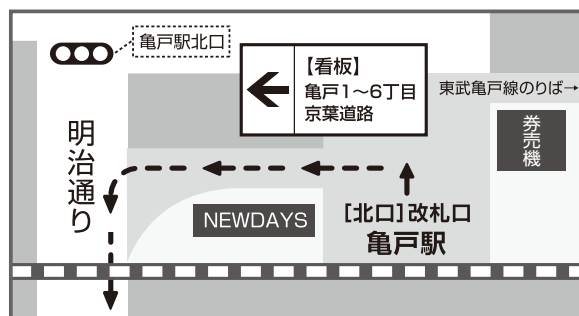 亀戸駅北口
【看板】
亀戸1〜6丁目
京葉道路
東武亀戸線のりば→
券売機
明治通り
NEWDAYS
[北口]改札口
亀戸駅